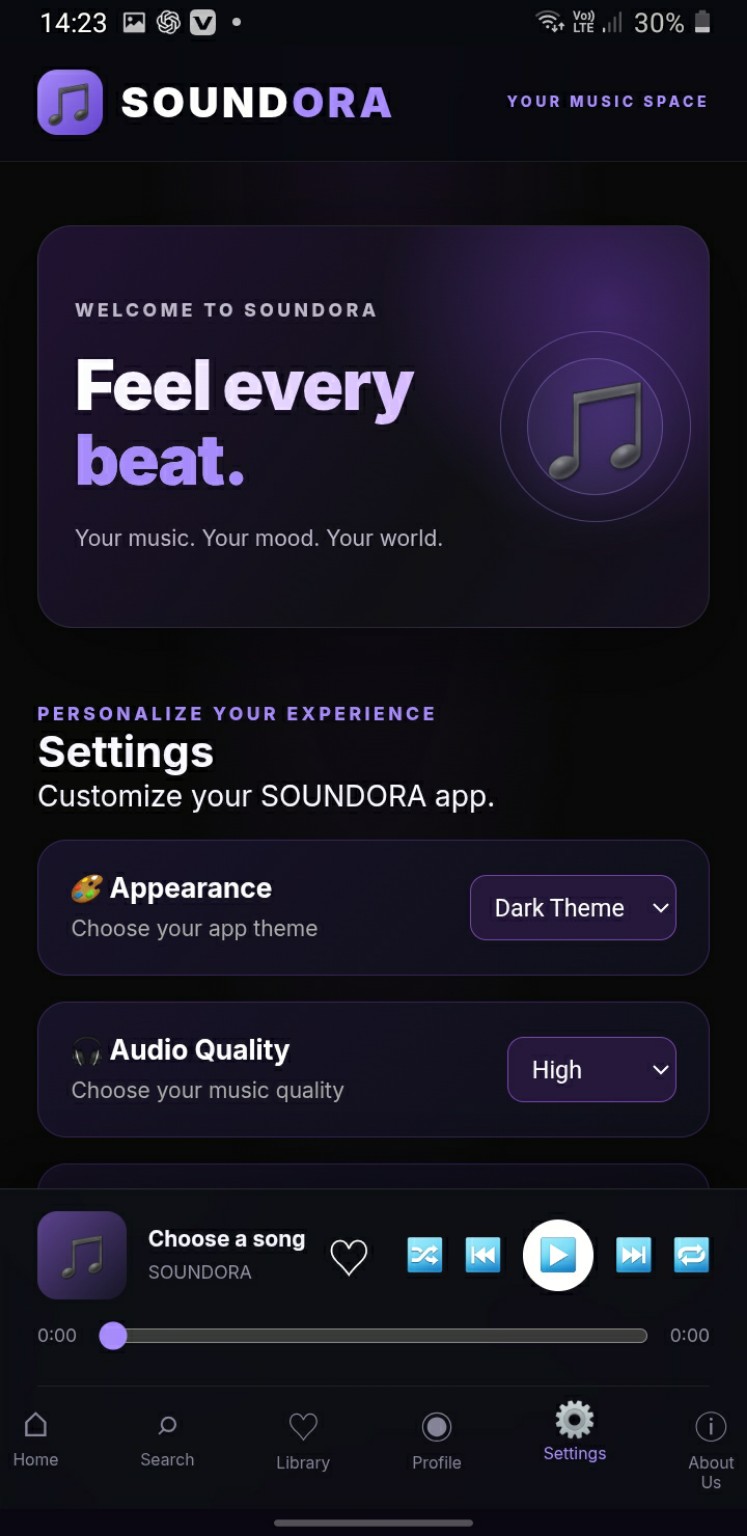 14:23
Vo)) LTE
30%
SOUNDORA
YOUR MUSIC SPACE
WELCOME TO SOUNDORA
Feel every
beat.
Your music. Your mood. Your world.
PERSONALIZE YOUR EXPERIENCE
Settings
Customize your SOUNDORA app.
Appearance
Choose your app theme
Dark Theme
Audio Quality
Choose your music quality
High
Choose a song
SOUNDORA
0:00
0:00
Home
Search
Library
Profile
Settings
About
Us